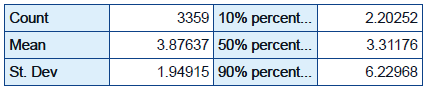 Count 3359 10% percent... 2.20252
Mean 3.87637 50% percent... 3.31176
St. Dev 1.94915 90% percent... 6.22968